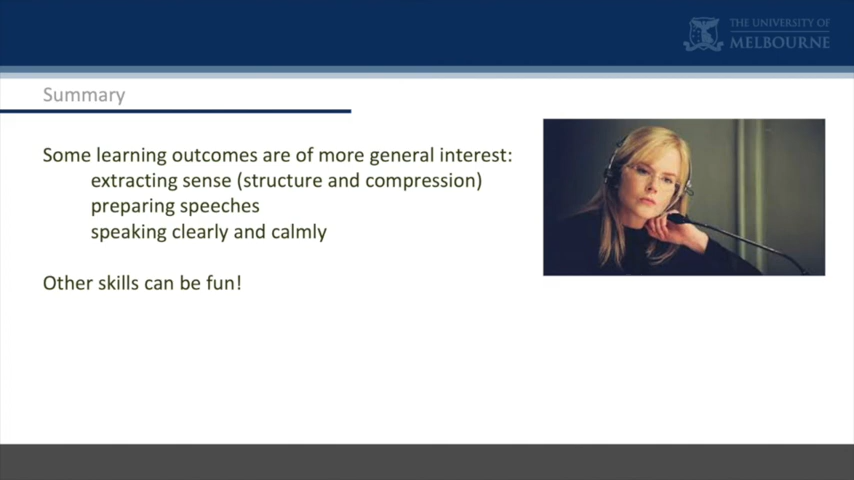 THE UNIVERSITY OF
MELBOURNE
Summary
Some learning outcomes are of more general interest:
extracting sense (structure and compression)
preparing speeches
speaking clearly and calmly
Other skills can be fun!